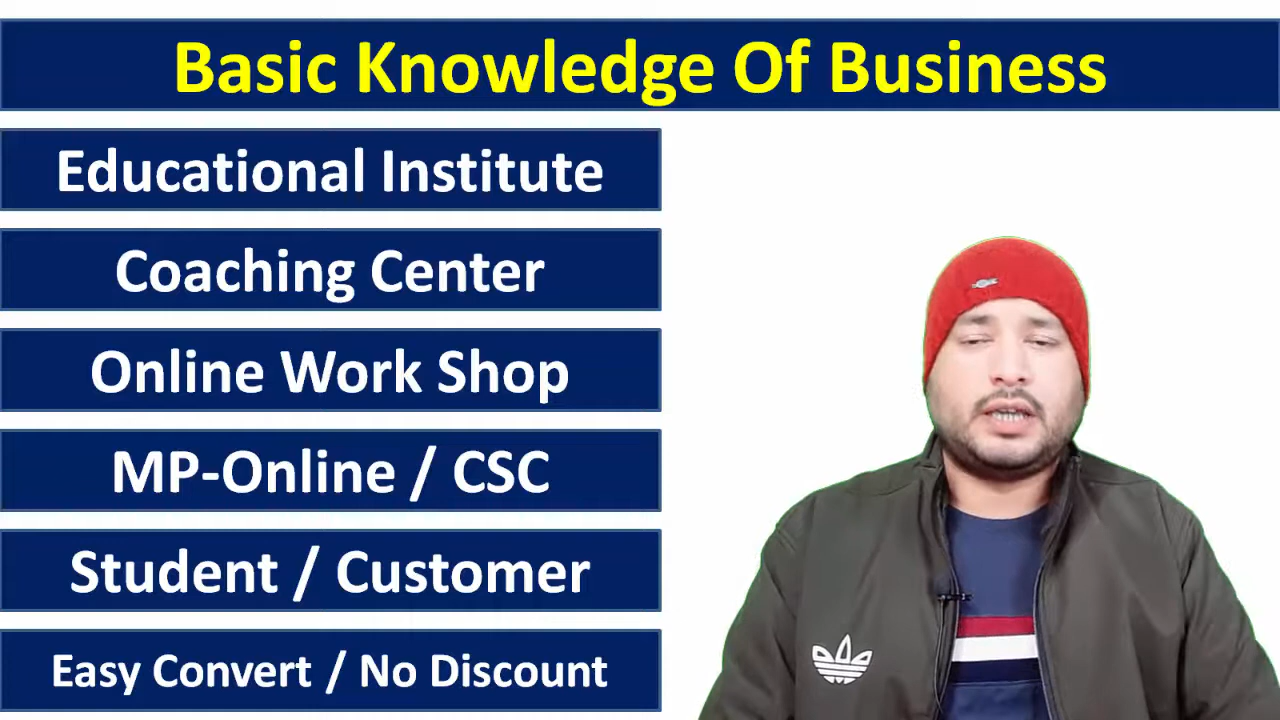 Basic Knowledge Of Business
Educational Institute
Coaching Center
Online Work Shop
MP-Online / CSC
Student / Customer
Easy Convert / No Discount